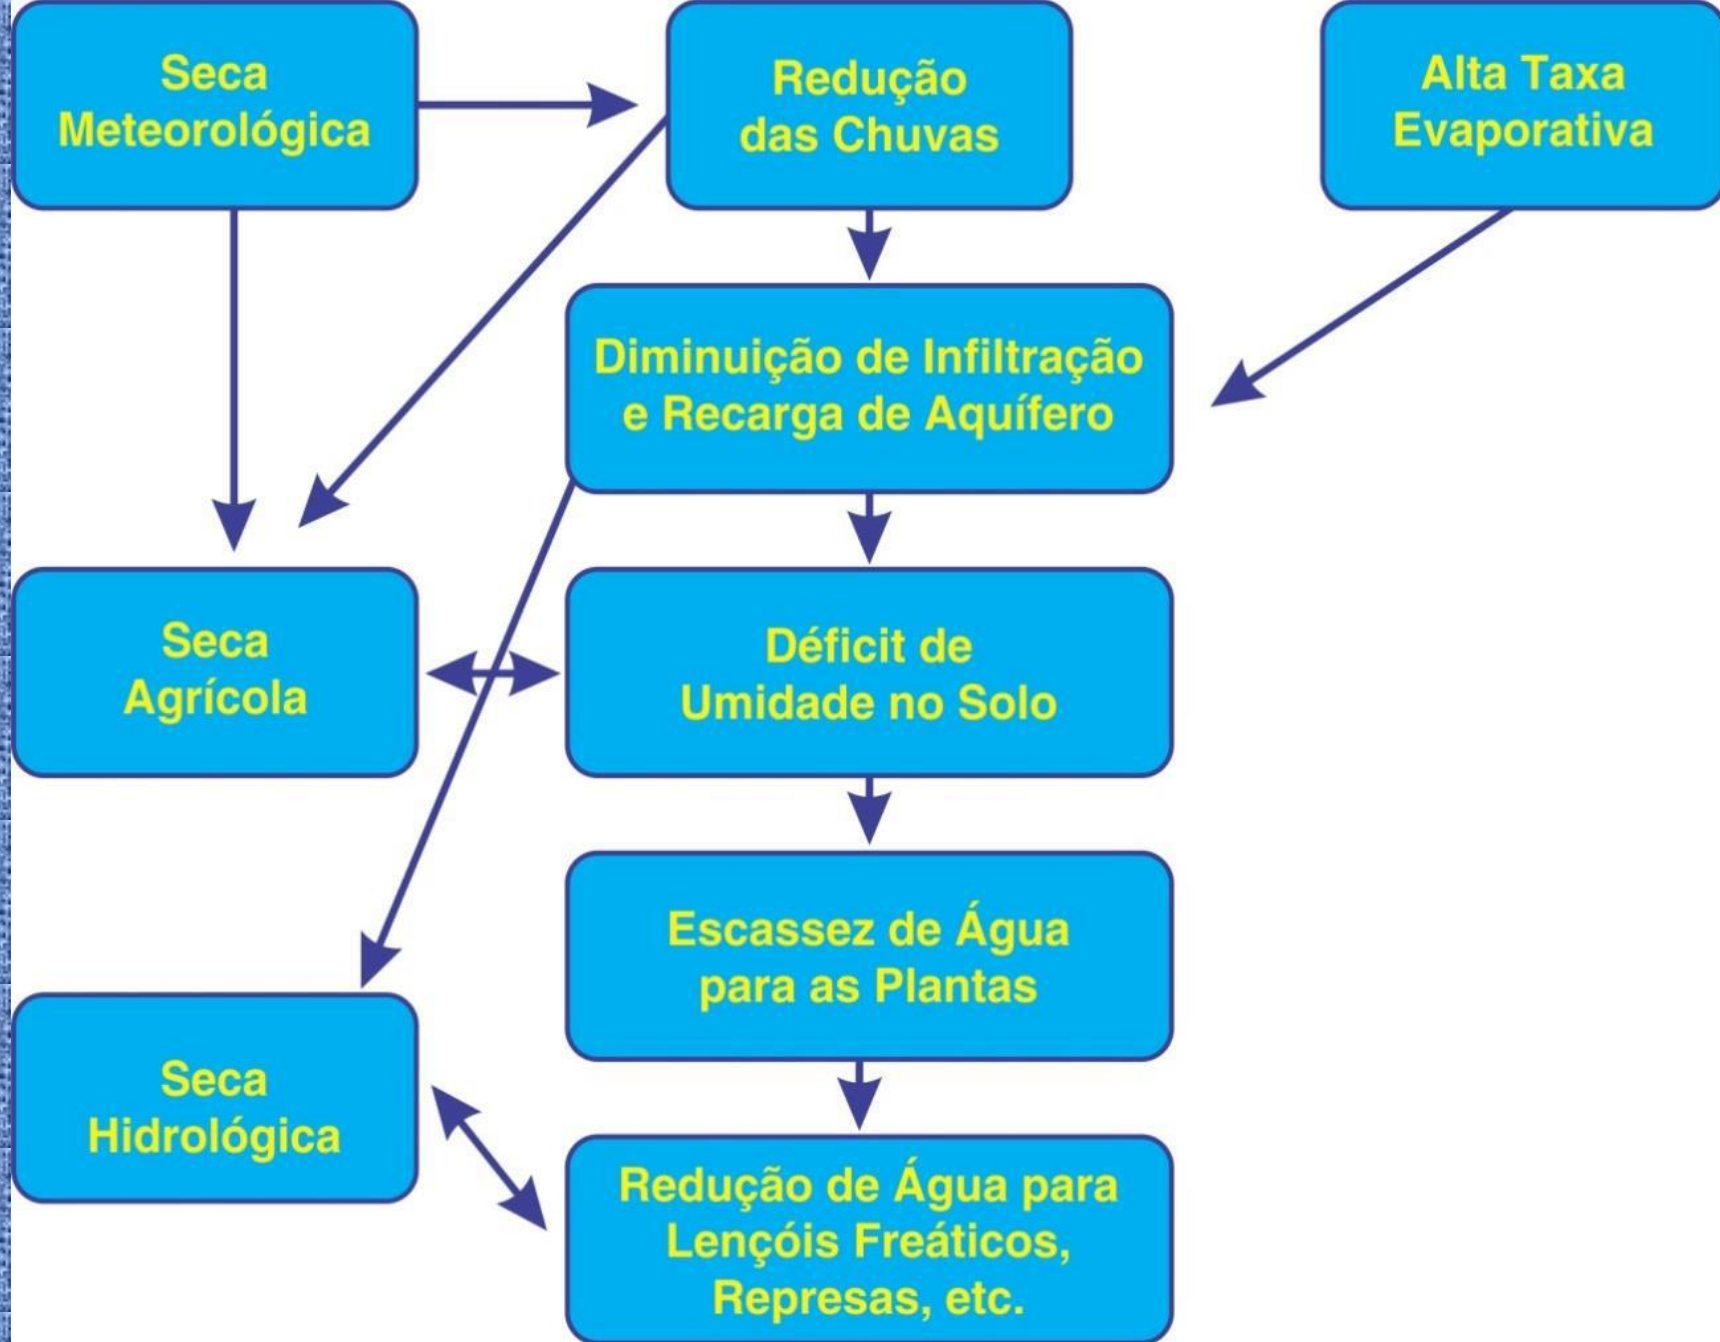 Seca
Meteorológica
Redução
das Chuvas
Alta Taxa
Evaporativa
Diminuição de Infiltração
e Recarga de Aquífero
Seca
Agrícola
Déficit de
Umidade no Solo
Escassez de Água
para as Plantas
Seca
Hidrológica
Redução de Água para
Lençóis Freáticos,
Represas, etc.